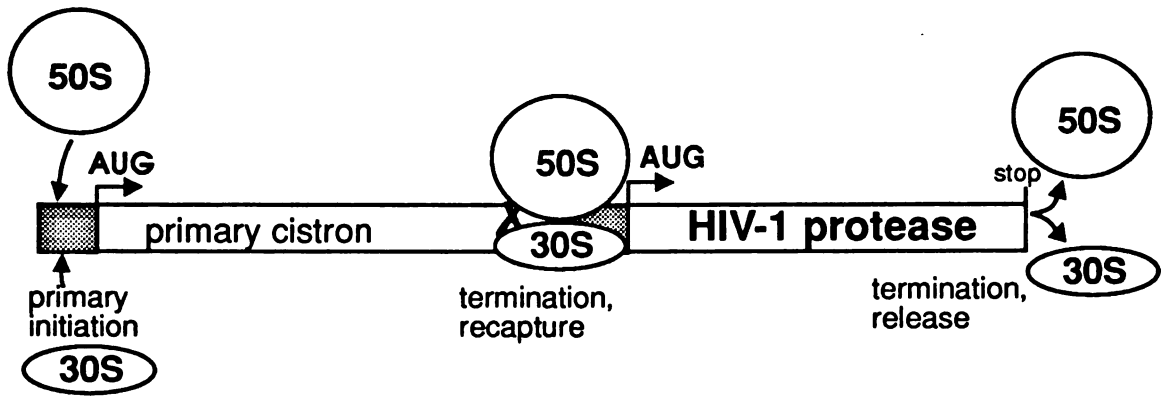 50S
AUG
primary cistron
primary
initiation
30S
50S
30S
termination,
recapture
AUG
HIV-1 protease
stop
50S
30S
termination,
release